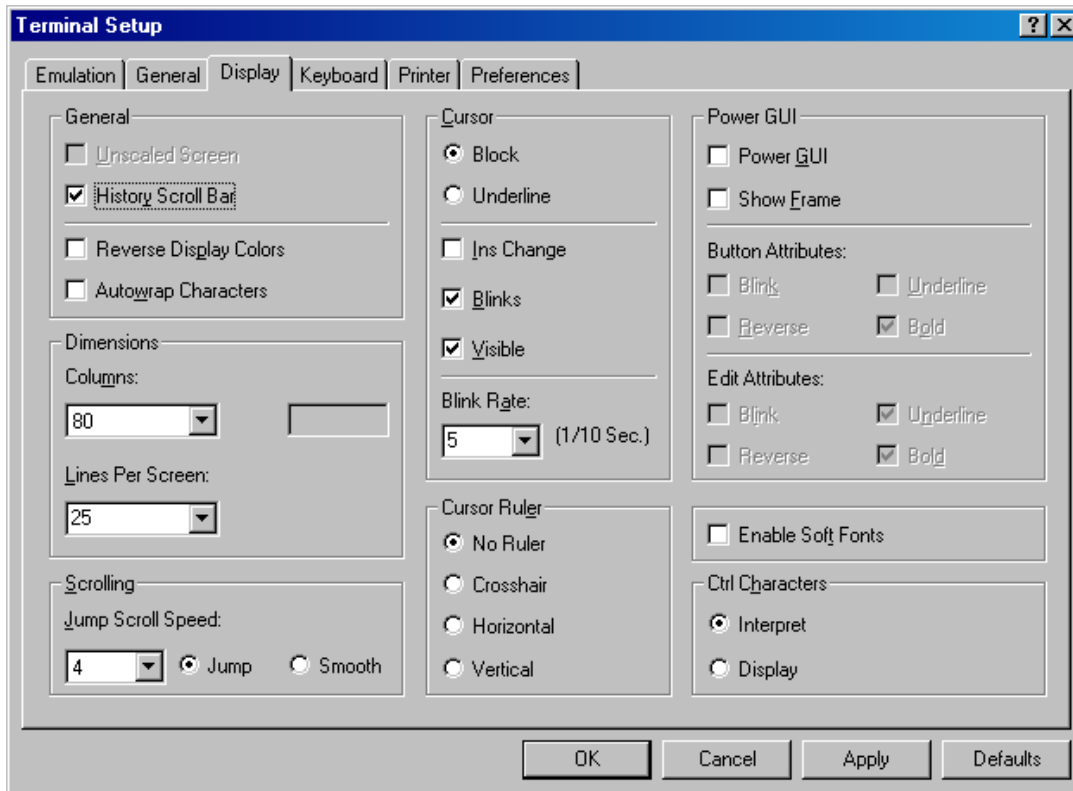 Terminal Setup
Emulation General Display Keyboard Printer Preferences
General
Unscaled Screen
History Scroll Bar
Reverse Display Colors
Autowrap Characters
Dimensions
Columns:
80
Lines Per Screen:
25
Scrolling
Jump Scroll Speed:
4 Jump Smooth
Cursor
Block
Underline
Ins Change
Blinks
Visible
Blink Rate:
5 (1/10 Sec.)
Cursor Ruler
No Ruler
Crosshair
Horizontal
Vertical
Power GUI
Power GUI
Show Frame
Button Attributes:
Blink Underline
Reverse Bold
Edit Attributes:
Blink Underline
Reverse Bold
Enable Soft Fonts
Ctrl Characters
Interpret
Display
OK Cancel Apply Defaults